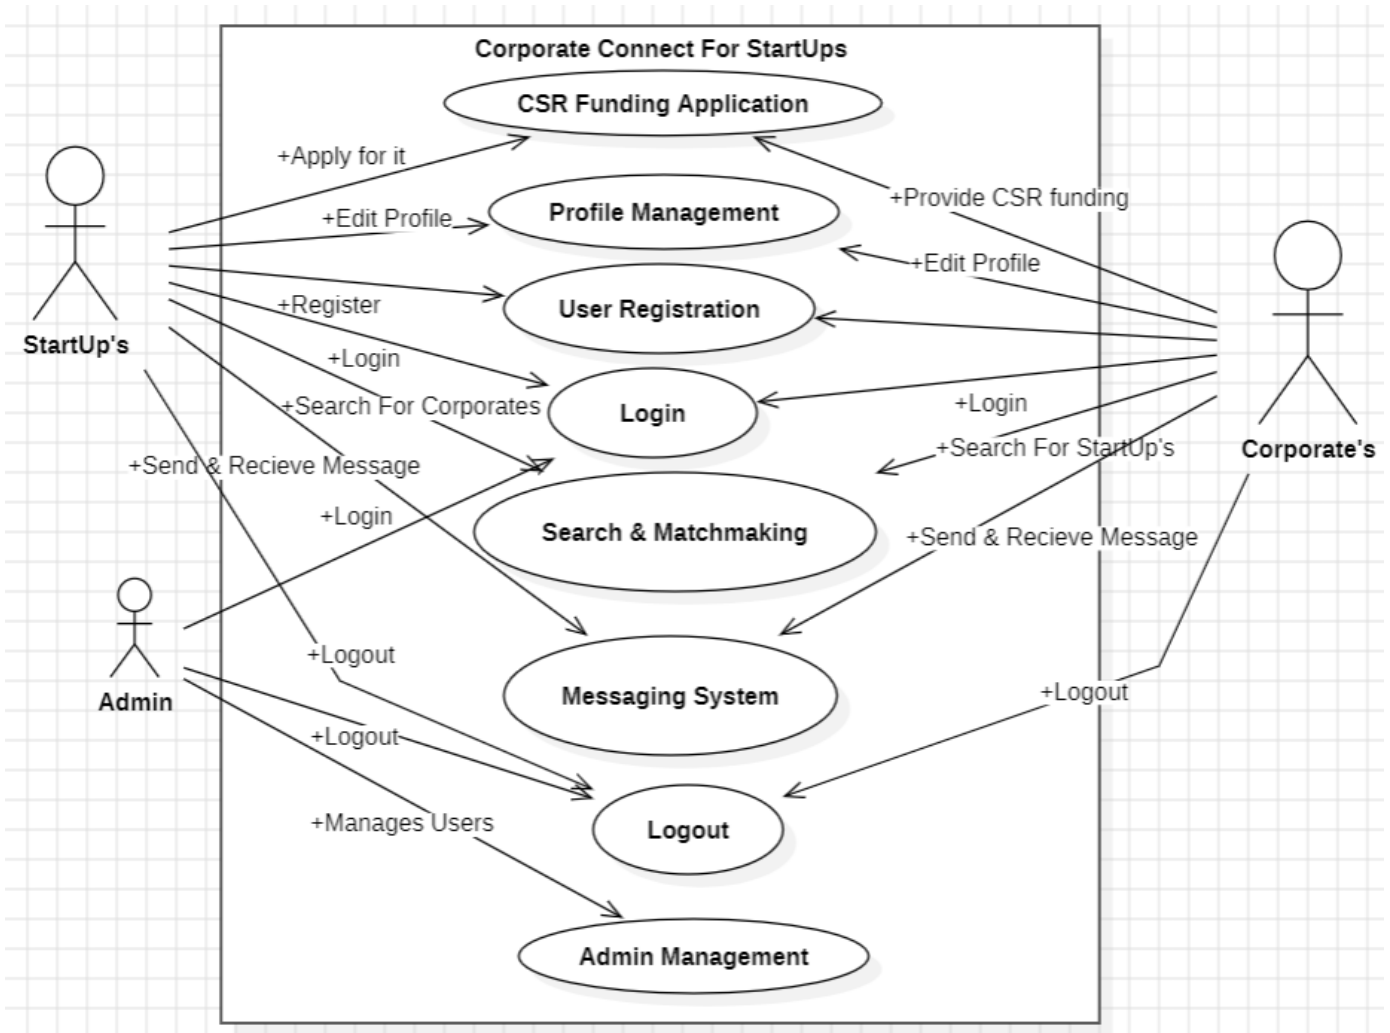 Corporate Connect For StartUps
CSR Funding Application
+Apply for it
+Provide CSR funding
Profile Management
+Edit Profile
+Edit Profile
User Registration
+Register
StartUp's
+Login
Login
+Login
+Search For Corporates
+Search For StartUp's
Corporate's
+Send & Recieve Message
+Login
Search & Matchmaking
+Send & Recieve Message
+Logout
Admin
Messaging System
+Logout
+Logout
+Manages Users
Logout
Admin Management